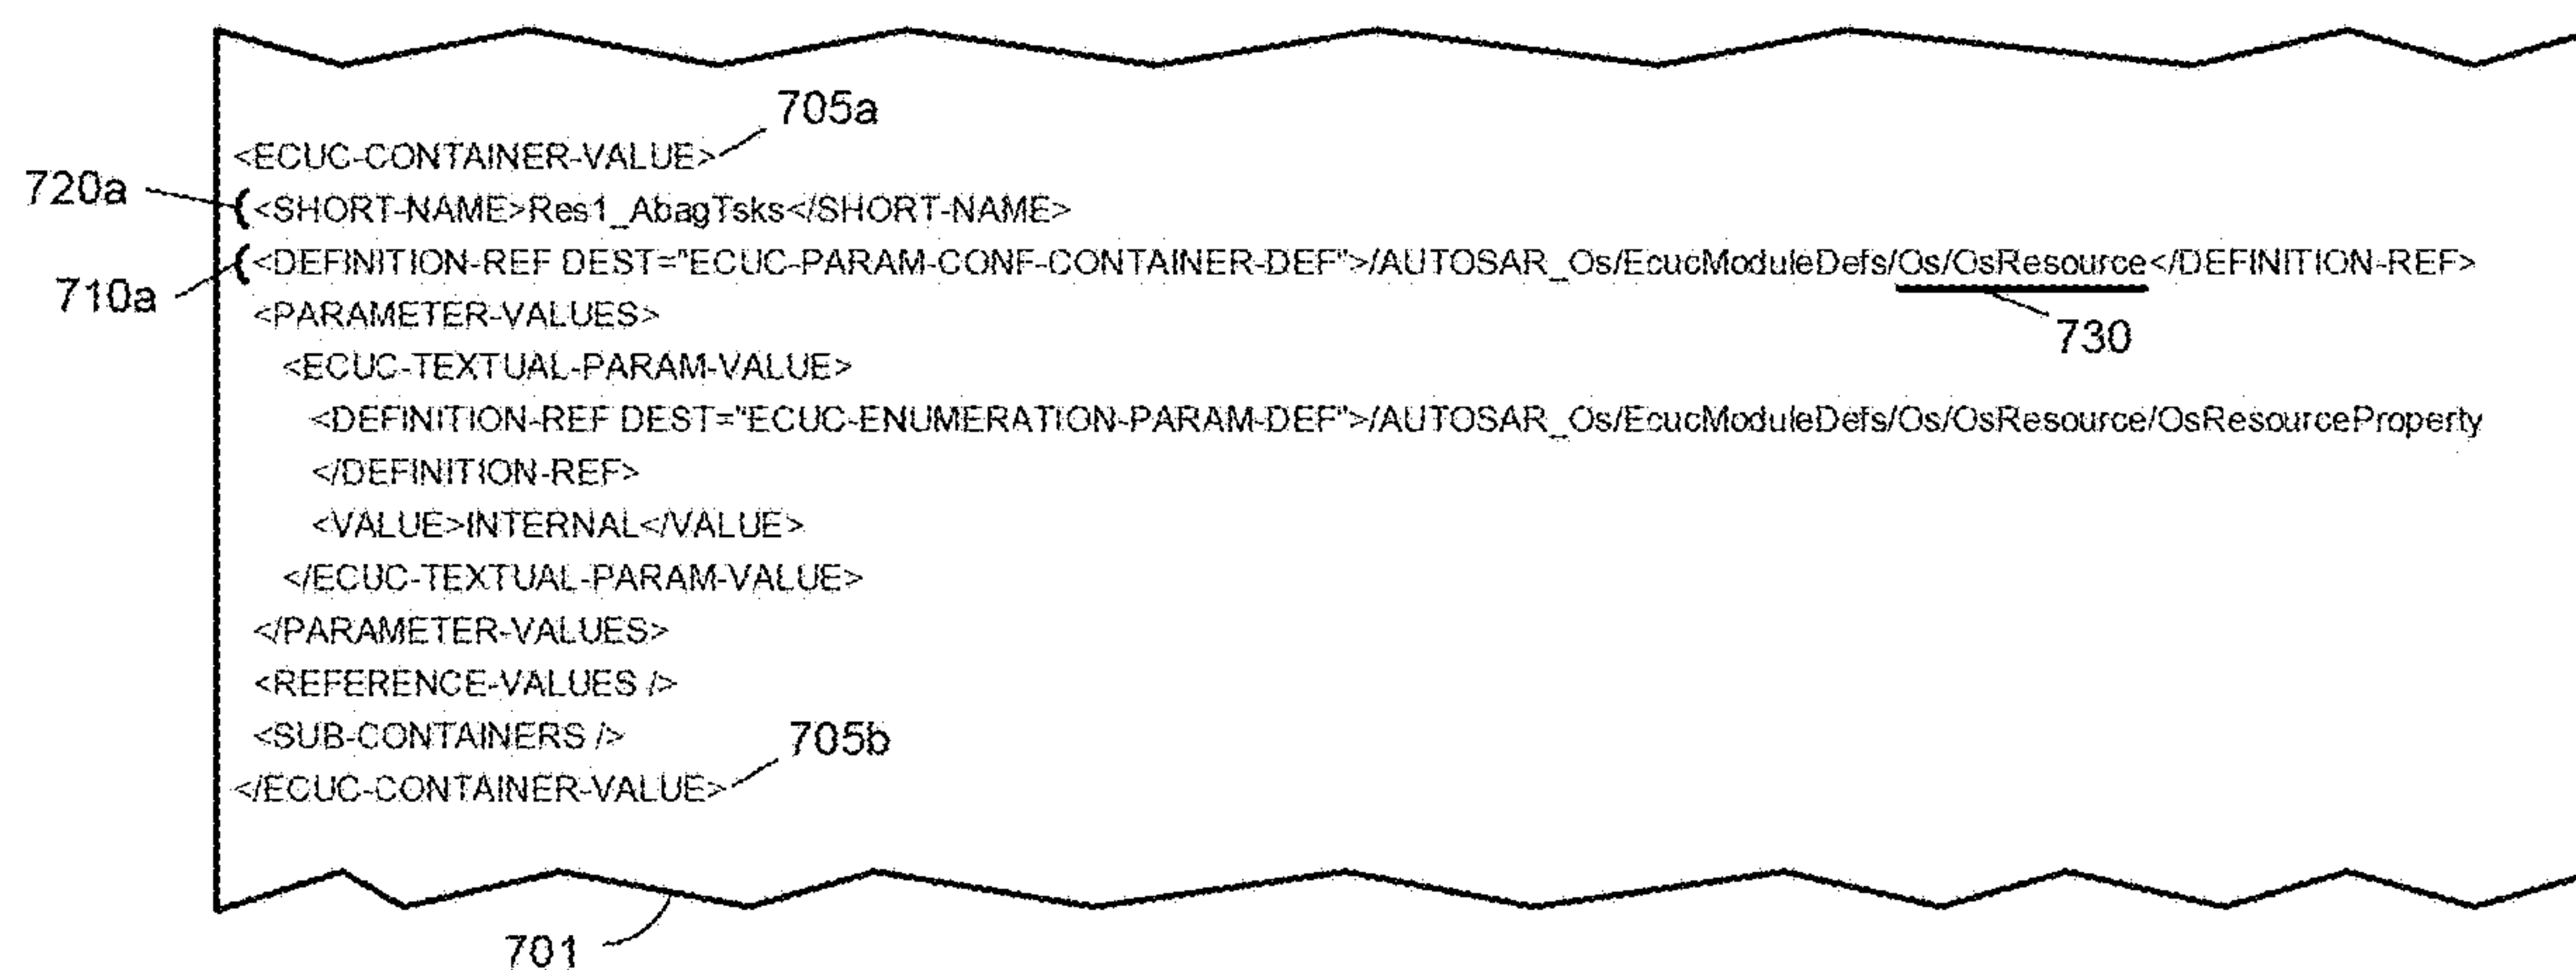 705a
<ECUC-CONTAINER-VALUE>
720a
<SHORT-NAME>Res1_AbagTsks</SHORT-NAME>
<DEFINITION-REF DEST="ECUC-PARAM-CONF-CONTAINER-DEF">/AUTOSAR_Os/EcucModuleDefs/Os/OsResource</DEFINITION-REF>
710a
<PARAMETER-VALUES>
730
<ECUC-TEXTUAL-PARAM-VALUE>
<DEFINITION-REF DEST="ECUC-ENUMERATION-PARAM-DEF">/AUTOSAR_Os/EcucModuleDefs/Os/OsResource/OsResourceProperty
</DEFINITION-REF>
<VALUE>INTERNAL</VALUE>
</ECUC-TEXTUAL-PARAM-VALUE>
</PARAMETER-VALUES>
<REFERENCE-VALUES />
<SUB-CONTAINERS />
705b
</ECUC-CONTAINER-VALUE>
701